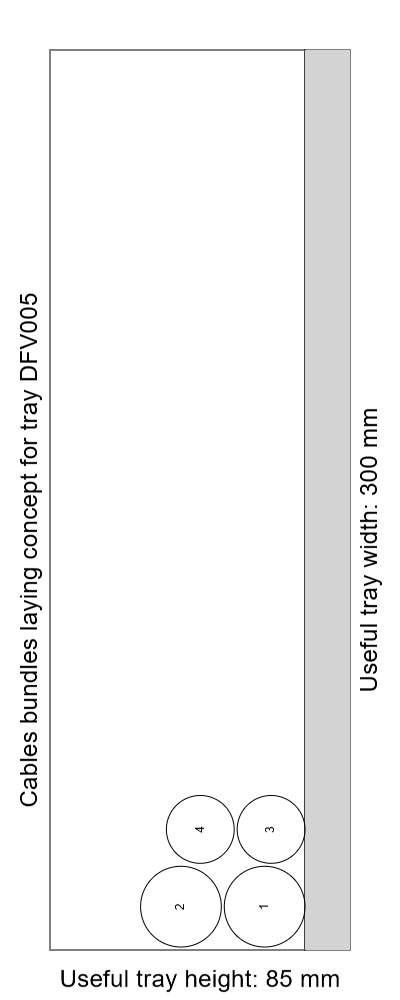 Cables bundles laying concept for tray DFV005
Useful tray width: 300 mm
4
3
2
1
Useful tray height: 85 mm